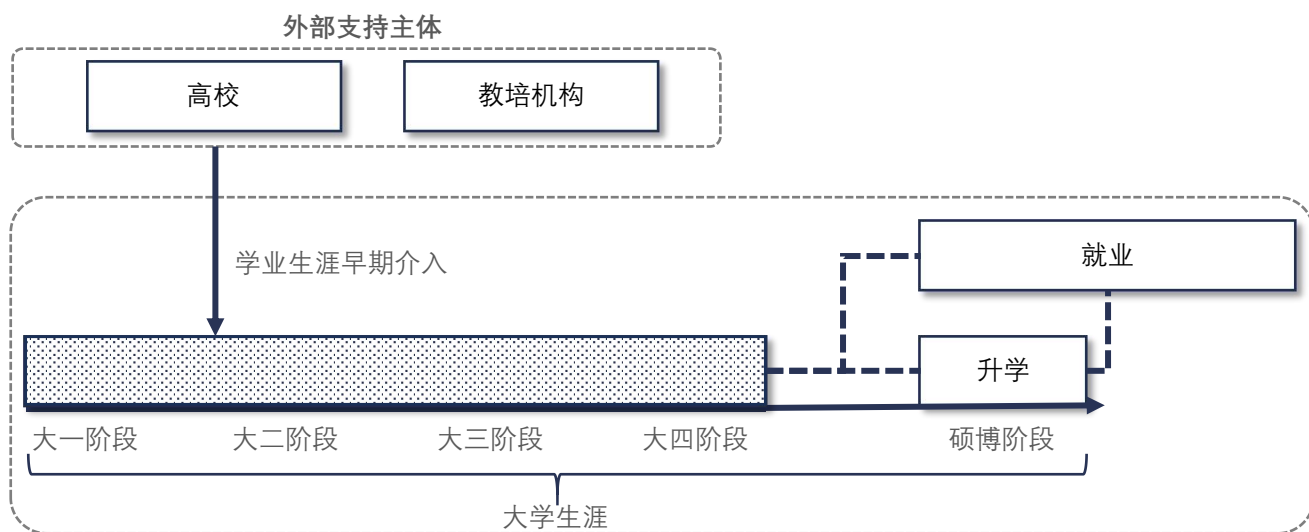 外部支持主体
高校
教培机构
学业生涯早期介入
就业
升学
大一阶段
大二阶段
大三阶段
大四阶段
硕博阶段
大学生涯